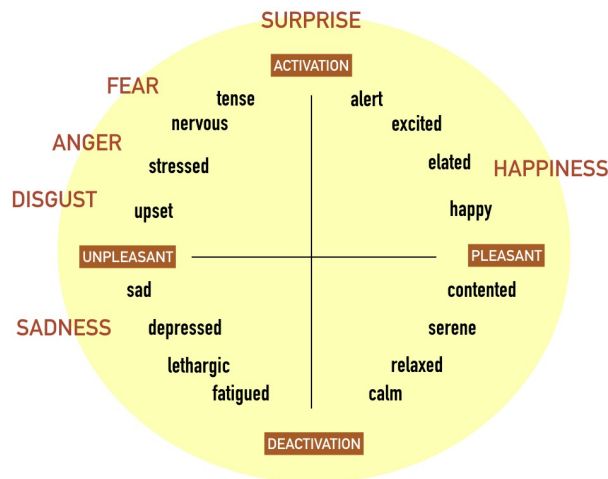 SURPRISE
ACTIVATION
FEAR
tense
alert
nervous
excited
ANGER
stressed
elated
HAPPINESS
DISGUST
upset
happy
UNPLEASANT
PLEASANT
sad
contented
SADNESS
depressed
serene
lethargic
relaxed
fatigued
calm
DEACTIVATION